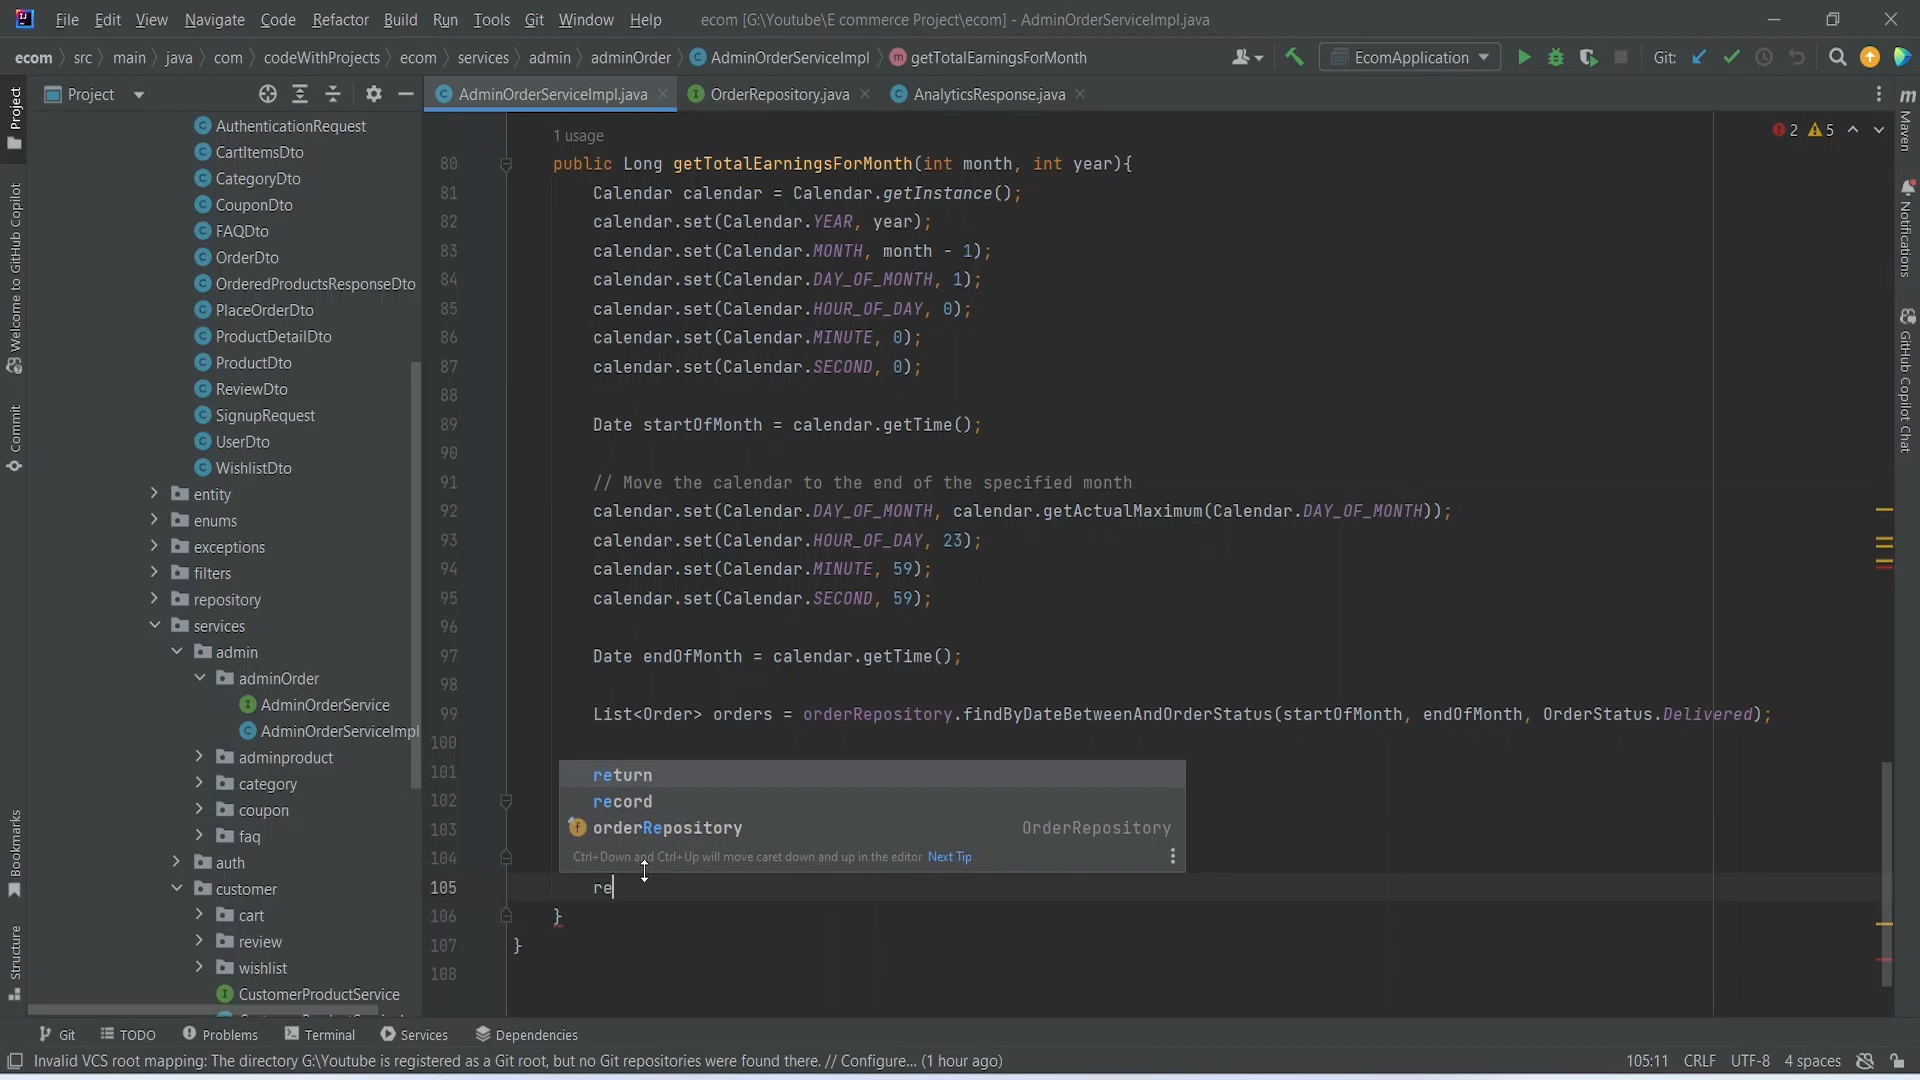 File Edit View Navigate Code Refactor Build Run Tools Git Window Help ecom [G:\Youtube\E commerce Project\ecom] - AdminOrderServiceImpl.java
ecom src main java com codeWithProjects ecom services admin adminOrder AdminOrderServiceImpl getTotalEarningsForMonth EcomApplication Git:
Project AdminOrderServiceImpl.java OrderRepository.java AnalyticsResponse.java
Project
Welcome to GitHub Copilot
Commit
Bookmarks
Structure
AuthenticationRequest
CartItemsDto
CategoryDto
CouponDto
FAQDto
OrderDto
OrderedProductsResponseDto
PlaceOrderDto
ProductDetailDto
ProductDto
ReviewDto
SignupRequest
UserDto
WishlistDto
entity
enums
exceptions
filters
repository
services
admin
adminOrder
AdminOrderService
AdminOrderServiceImpl
adminproduct
category
coupon
faq
auth
customer
cart
review
wishlist
CustomerProductService
1 usage
2 5
80 public Long getTotalEarningsForMonth(int month, int year){
81 Calendar calendar = Calendar.getInstance();
82 calendar.set(Calendar.YEAR, year);
83 calendar.set(Calendar.MONTH, month - 1);
84 calendar.set(Calendar.DAY_OF_MONTH, 1);
85 calendar.set(Calendar.HOUR_OF_DAY, 0);
86 calendar.set(Calendar.MINUTE, 0);
87 calendar.set(Calendar.SECOND, 0);
88
89 Date startOfMonth = calendar.getTime();
90
91 // Move the calendar to the end of the specified month
92 calendar.set(Calendar.DAY_OF_MONTH, calendar.getActualMaximum(Calendar.DAY_OF_MONTH));
93 calendar.set(Calendar.HOUR_OF_DAY, 23);
94 calendar.set(Calendar.MINUTE, 59);
95 calendar.set(Calendar.SECOND, 59);
96
97 Date endOfMonth = calendar.getTime();
98
99 List<Order> orders = orderRepository.findByDateBetweenAndOrderStatus(startOfMonth, endOfMonth, OrderStatus.Delivered);
100
101
return
102
record
103
orderRepository OrderRepository
104
Ctrl+Down and Ctrl+Up will move caret down and up in the editor Next Tip
105 re
106 }
107 }
108
Maven
Notifications
GitHub Copilot Chat
Git TODO Problems Terminal Services Dependencies
Invalid VCS root mapping: The directory G:\Youtube is registered as a Git root, but no Git repositories were found there. // Configure... (1 hour ago) 105:11 CRLF UTF-8 4 spaces